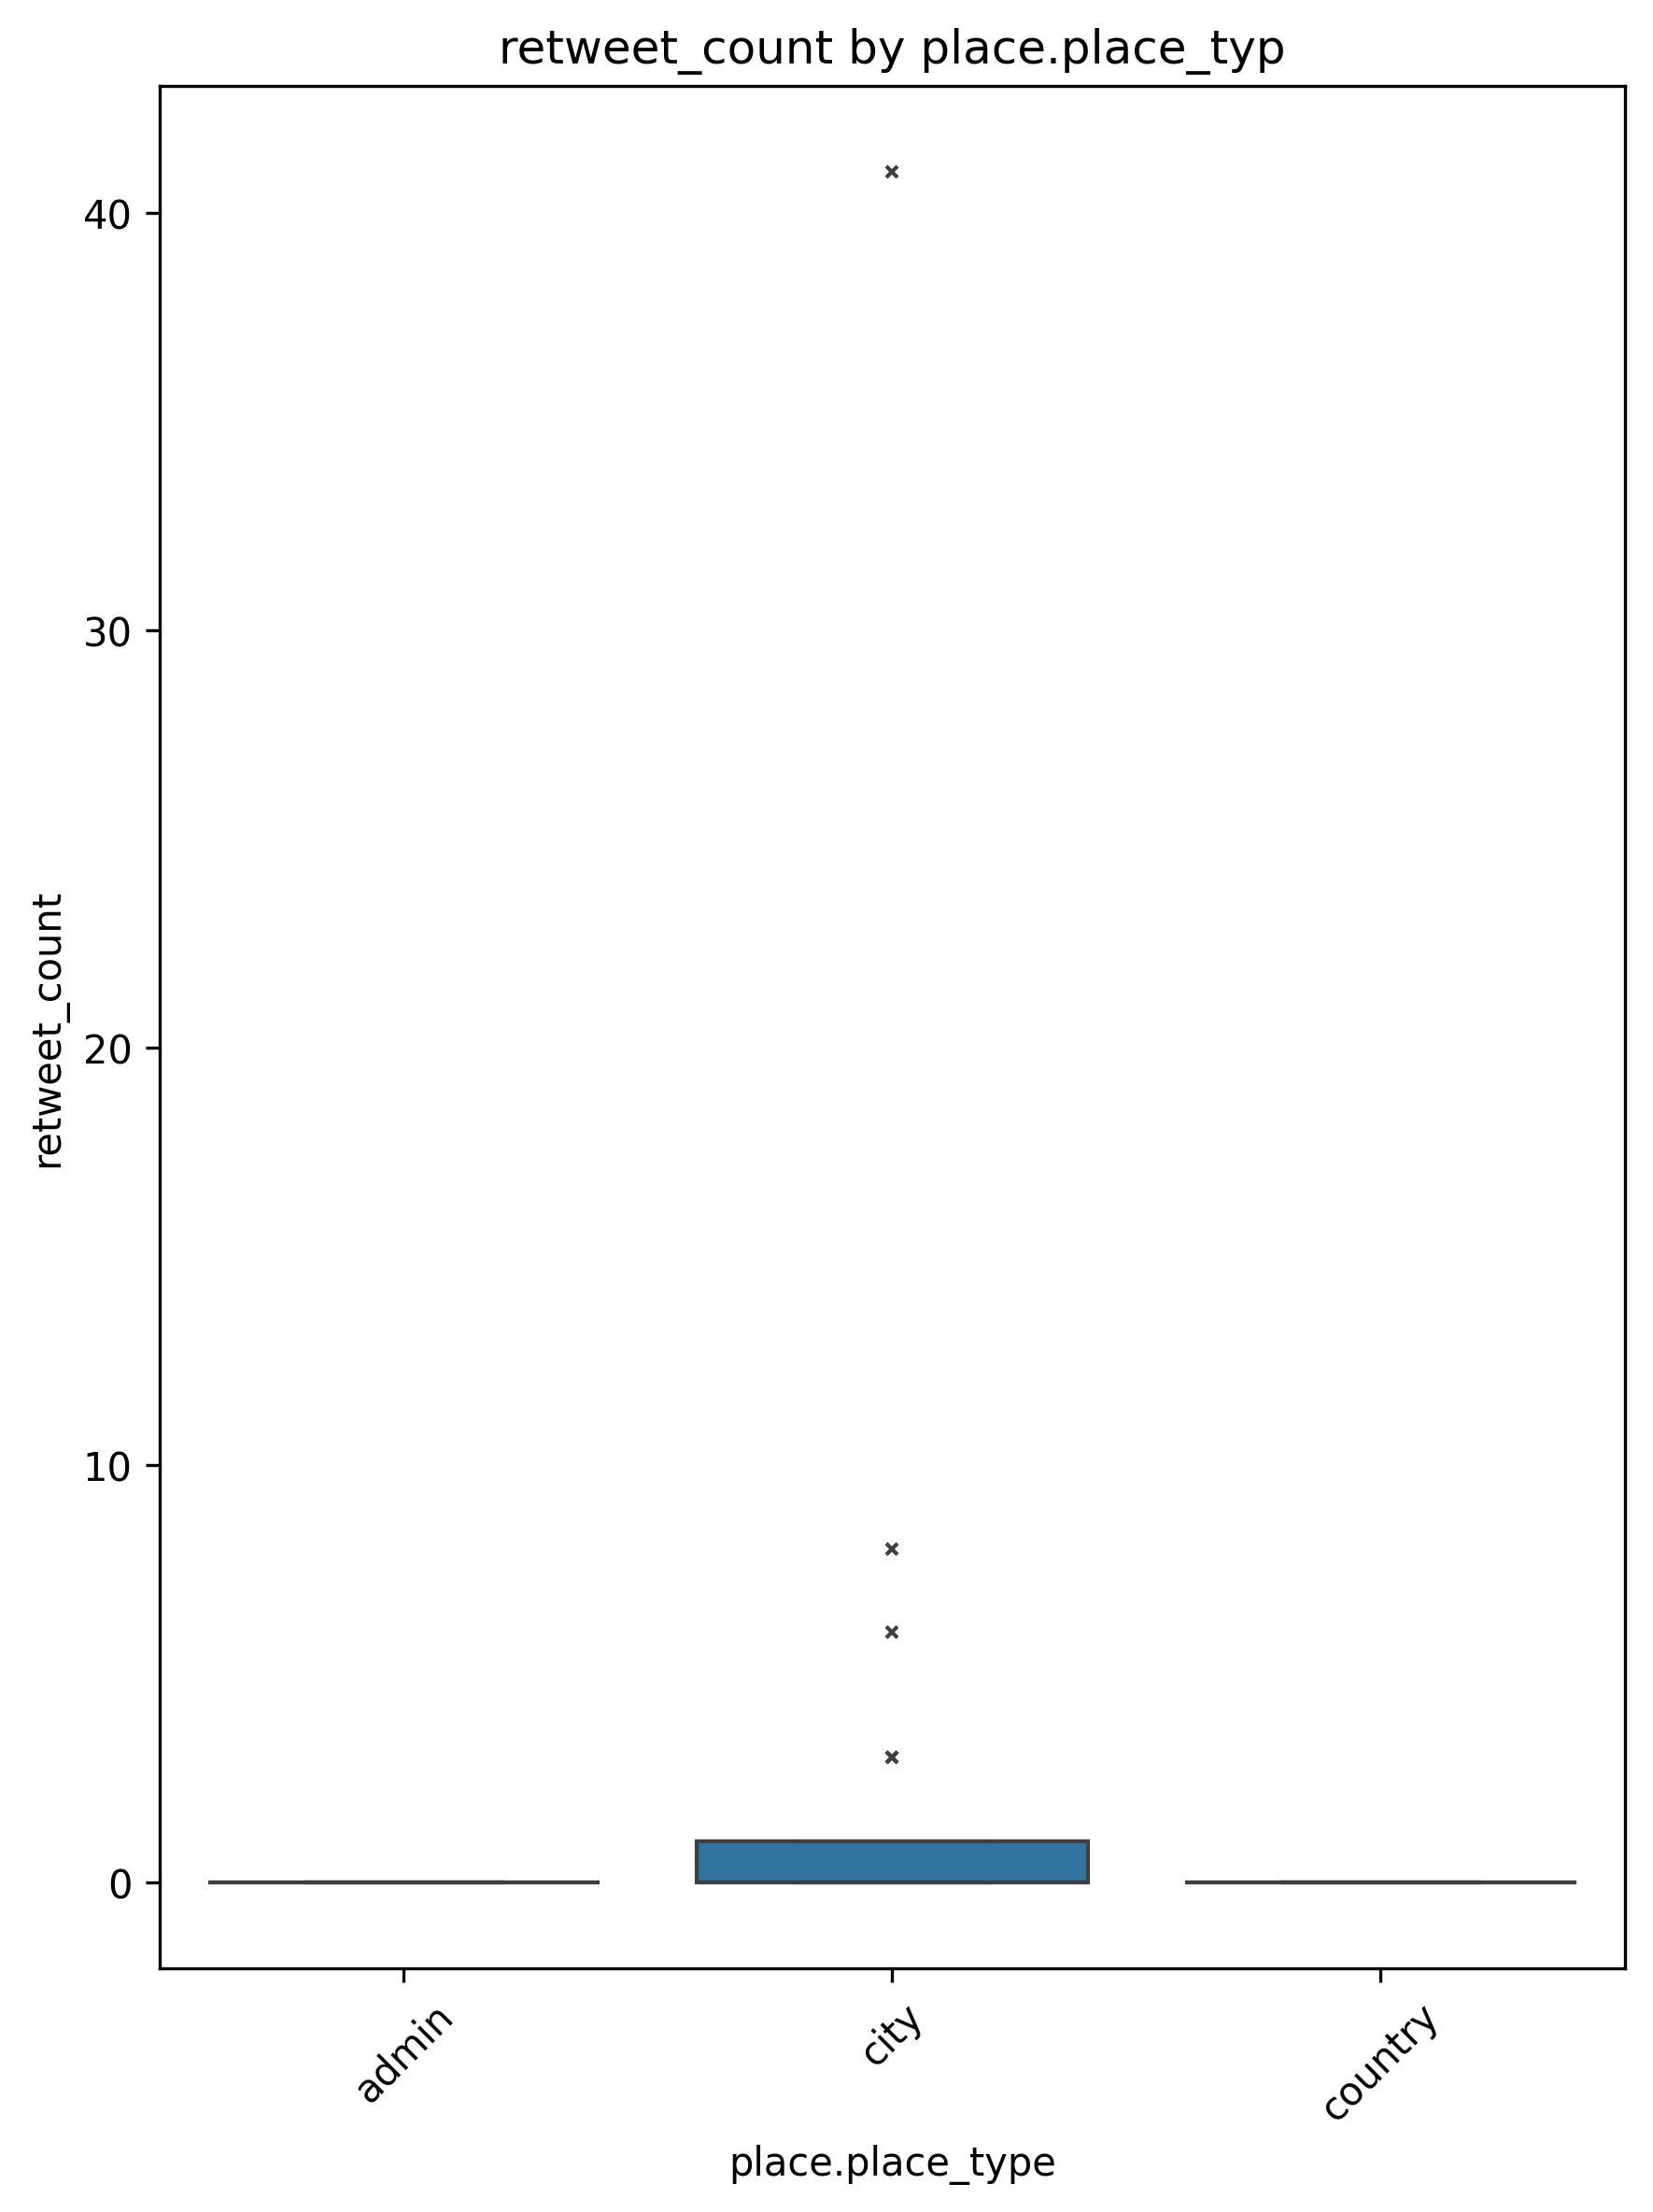 retweet_count by place.place_typ
retweet_count
40
30
20
10
0
admin
city
country
place.place_type